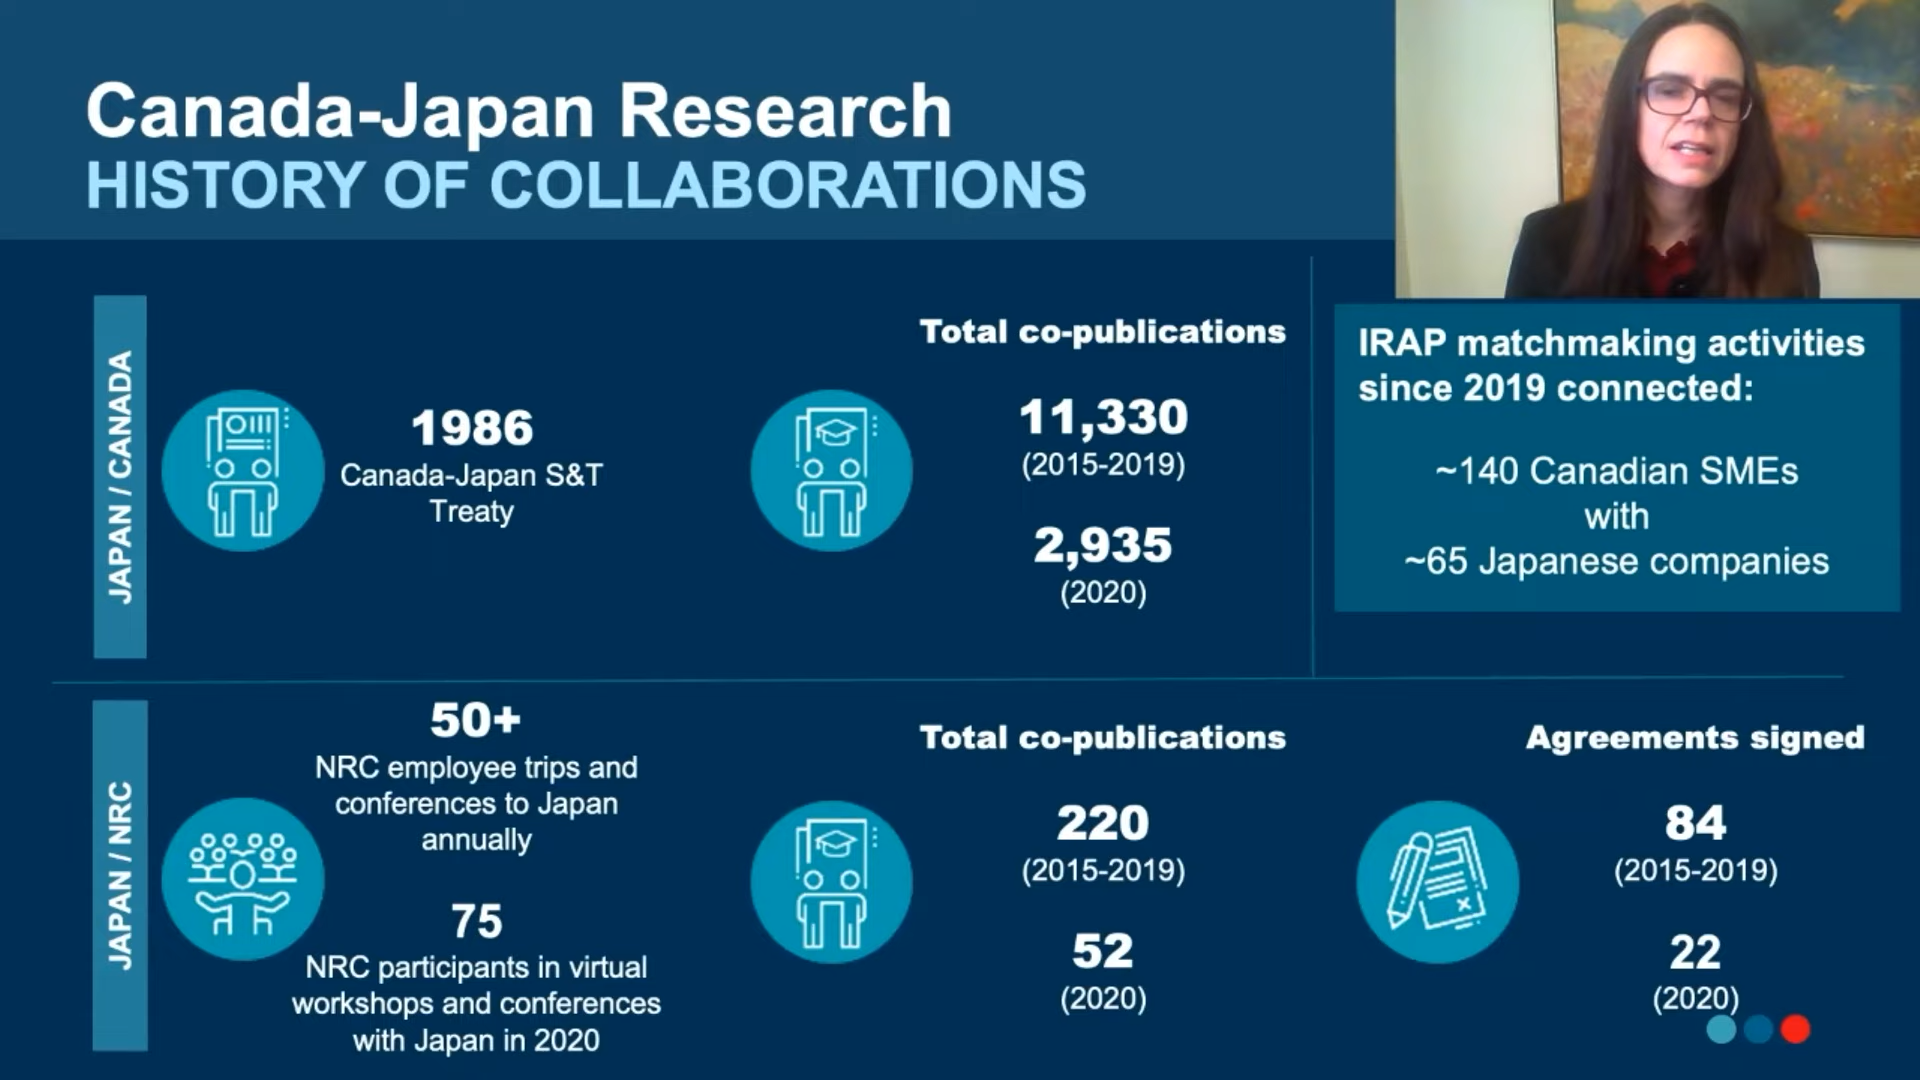 Canada-Japan Research
HISTORY OF COLLABORATIONS
JAPAN / CANADA
1986
Canada-Japan S&T
Treaty
Total co-publications
11,330
(2015-2019)
2,935
(2020)
IRAP matchmaking activities
since 2019 connected:
~140 Canadian SMEs
with
~65 Japanese companies
JAPAN / NRC
50+
NRC employee trips and
conferences to Japan
annually
75
NRC participants in virtual
workshops and conferences
with Japan in 2020
Total co-publications
220
(2015-2019)
52
(2020)
Agreements signed
84
(2015-2019)
22
(2020)